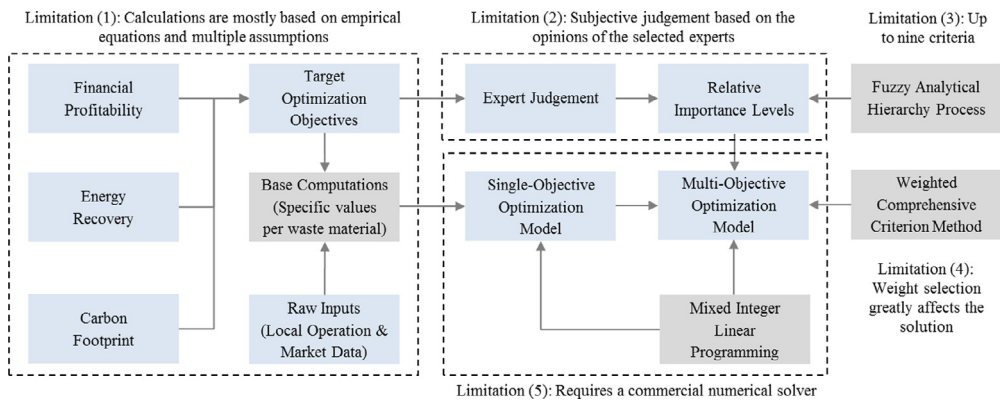 Limitation (1): Calculations are mostly based on empirical
equations and multiple assumptions
Limitation (2): Subjective judgement based on the
opinions of the selected experts
Limitation (3): Up
to nine criteria
Financial
Profitability
Target
Optimization
Objectives
Expert Judgement
Relative
Importance Levels
Fuzzy Analytical
Hierarchy Process
Energy
Recovery
Base Computations
(Specific values
per waste material)
Single-Objective
Optimization
Model
Multi-Objective
Optimization
Model
Weighted
Comprehensive
Criterion Method
Carbon
Footprint
Raw Inputs
(Local Operation &
Market Data)
Mixed Integer
Linear
Programming
Limitation (4):
Weight selection
greatly affects the
solution
Limitation (5): Requires a commercial numerical solver